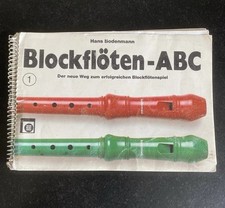 Hans Bodenmann
Blockflöten-ABC
1
Der neue Weg zum erfolgreichen Blockflötenspiel